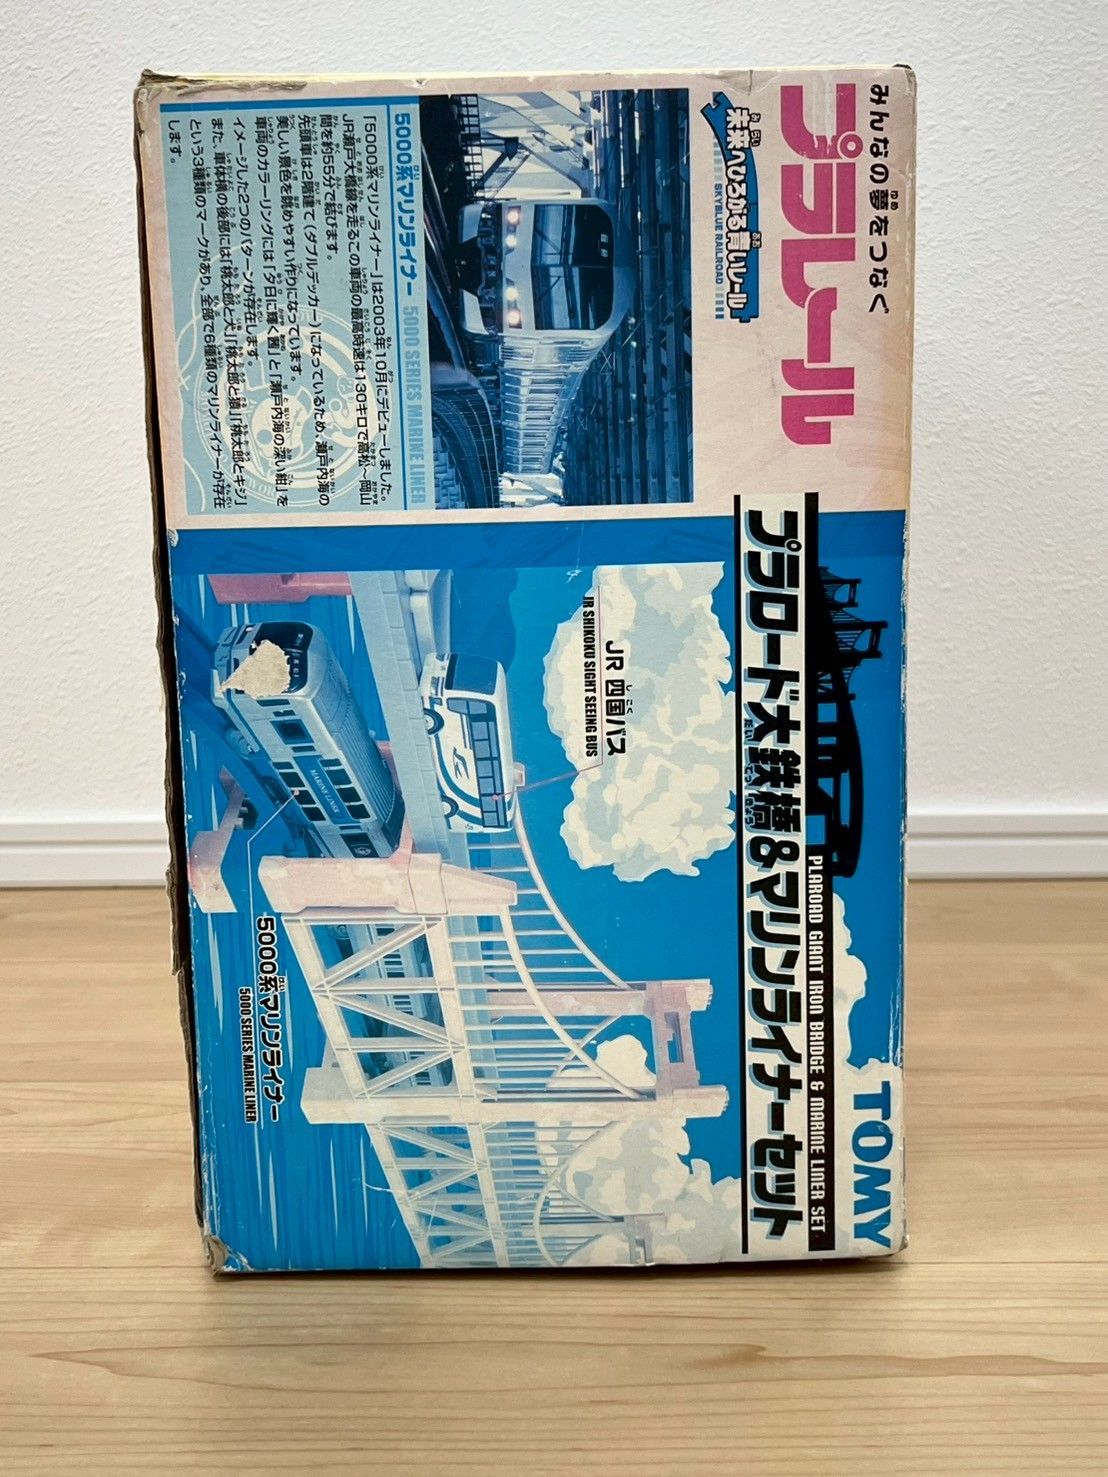 みんなの夢をつなぐ
プラレール
未来へひろがる青いレール
SKYBLUE RAILROAD
5000系マリンライナー 5000 SERIES MARINE LINER
「5000系マリンライナー」は2003年10月にデビューしました。
JR瀬戸大橋線を走るこの車両の最高時速は130キロで高松〜岡山
間を約55分で結びます。
先頭車は2階建て(ダブルデッカー)になっているため、瀬戸内海の
美しい景色を眺めやすい作りになっています。
車両のカラーリングには「夕日に輝く茜」と「瀬戸内海の深い紺」を
イメージした2つのパターンが存在します。
また、車体横の後部には「桃太郎と犬」「桃太郎と猿」「桃太郎とキジ」
という3種類のマークがあり、全部で6種類のマリンライナーが存在
します。
TOMY
PLAROAD GIANT IRON BRIDGE & MARINE LINER SET
プラロード大鉄橋&マリンライナーセット
JR 四国バス
JR SHIKOKU SIGHT SEEING BUS
MARINE LINER
5000系マリンライナー
5000 SERIES MARINE LINER